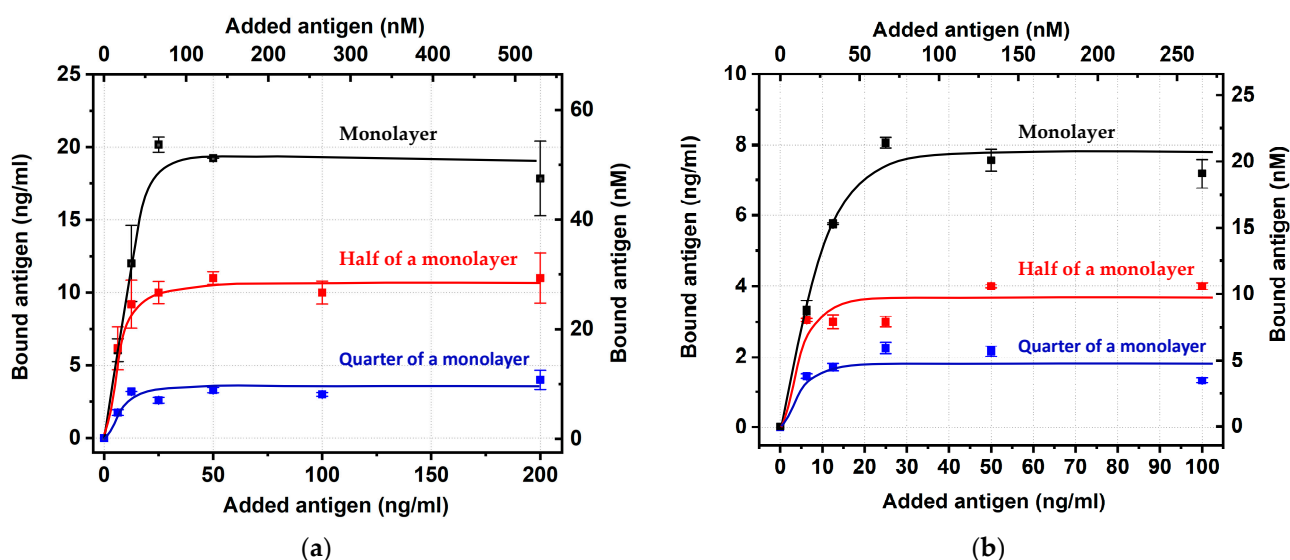 Added antigen (nM)
0 100 200 300 400 500
25
20
15
10
5
0
Bound antigen (ng/ml)
60
40
20
0
Bound antigen (nM)
Monolayer
Half of a monolayer
Quarter of a monolayer
0 50 100 150 200
Added antigen (ng/ml)
(a)
Added antigen (nM)
0 50 100 150 200 250
10
8
6
4
2
0
Bound antigen (ng/ml)
25
20
15
10
5
0
Bound antigen (nM)
Monolayer
Half of a monolayer
Quarter of a monolayer
0 10 20 30 40 50 60 70 80 90 100
Added antigen (ng/ml)
(b)